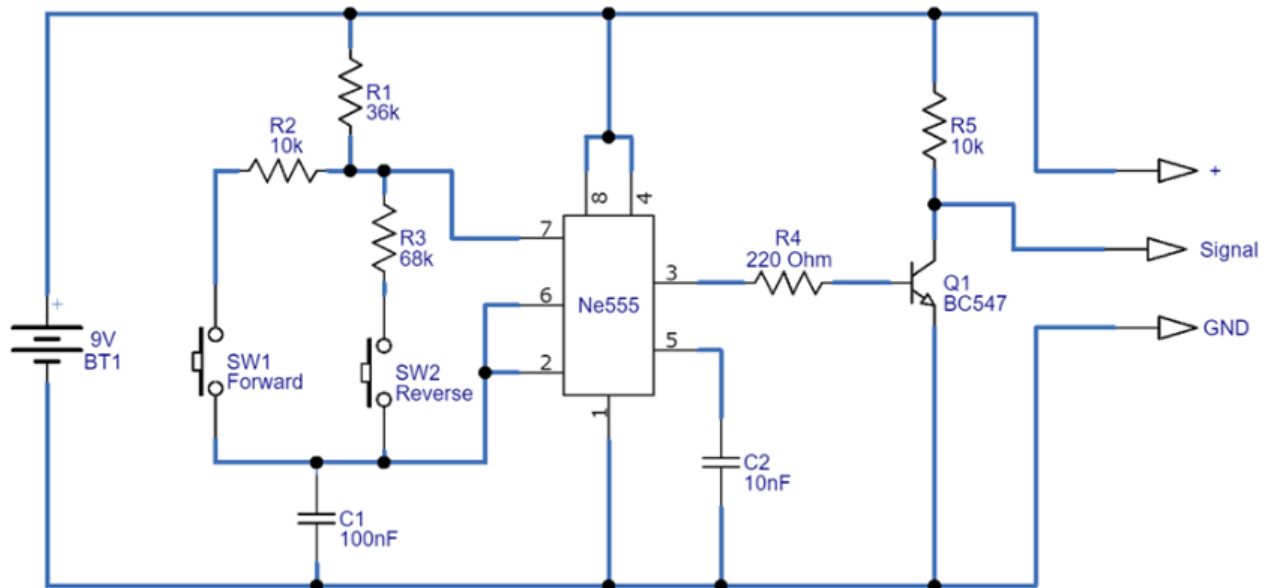 R1
36k
R2
10k
R3
68k
R5
10k
+
8
4
7
6
2
3
5
1
Ne555
R4
220 Ohm
Q1
BC547
Signal
GND
+
9V
BT1
SW1
Forward
SW2
Reverse
C1
100nF
C2
10nF